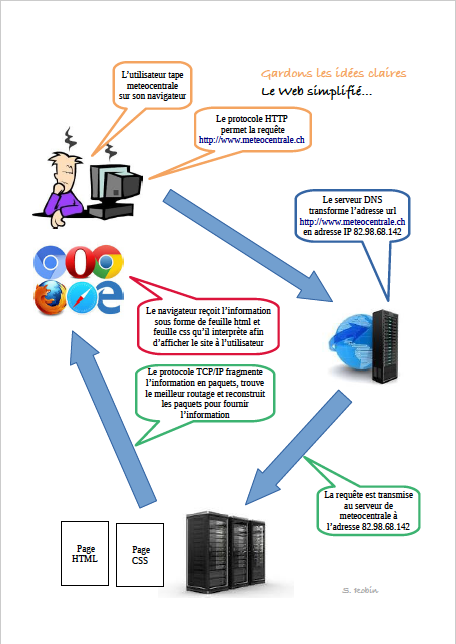 Gardons les idées claires
Le Web simplifié...
L'utilisateur tape
meteocentrale
sur son navigateur
Le protocole HTTP
permet la requête
http://www.meteocentrale.ch
Le serveur DNS
transforme l'adresse url
http://www.meteocentrale.ch
en adresse IP 82.98.68.142
Le navigateur reçoit l'information
sous forme de feuille html et
feuille css qu'il interprète afin
d'afficher le site à l'utilisateur
Le protocole TCP/IP fragmente
l'information en paquets, trouve
le meilleur routage et reconstruit
les paquets pour fournir
l'information
La requête est transmise
au serveur de
meteocentrale à
l'adresse 82.98.68.142
Page
HTML
Page
CSS
S. Robin